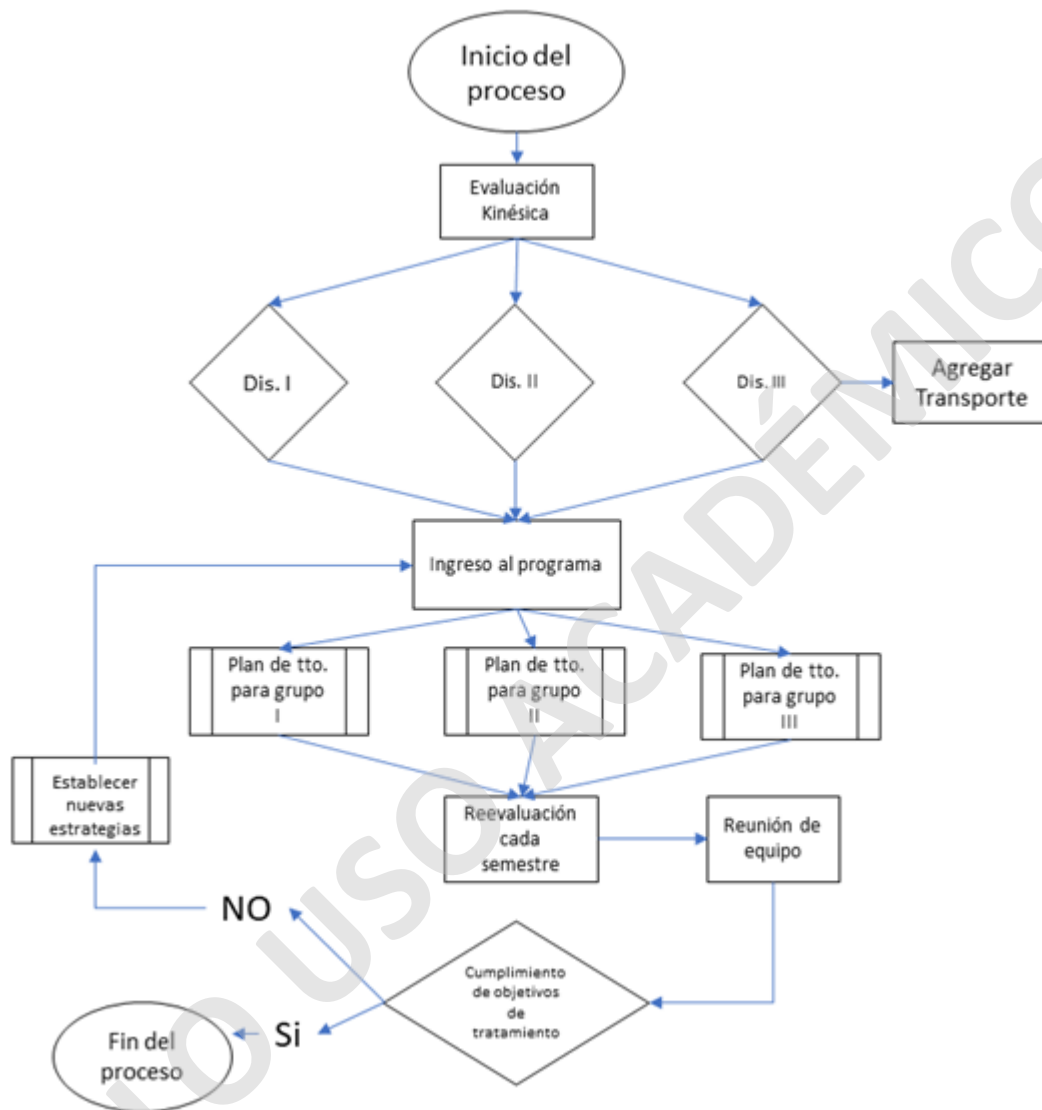 Inicio del
proceso
Evaluación
Kinésica
Dis. I
Dis. II
Dis. III
Agregar
Transporte
Ingreso al programa
Plan de tto.
para grupo
I
Plan de tto.
para grupo
II
Plan de tto.
para grupo
III
Establecer
nuevas
estrategias
Reevaluación
cada
semestre
Reunión de
equipo
NO
Cumplimiento
de objetivos
de
tratamiento
Si
Fin del
proceso
LO USO ACADÉMICO